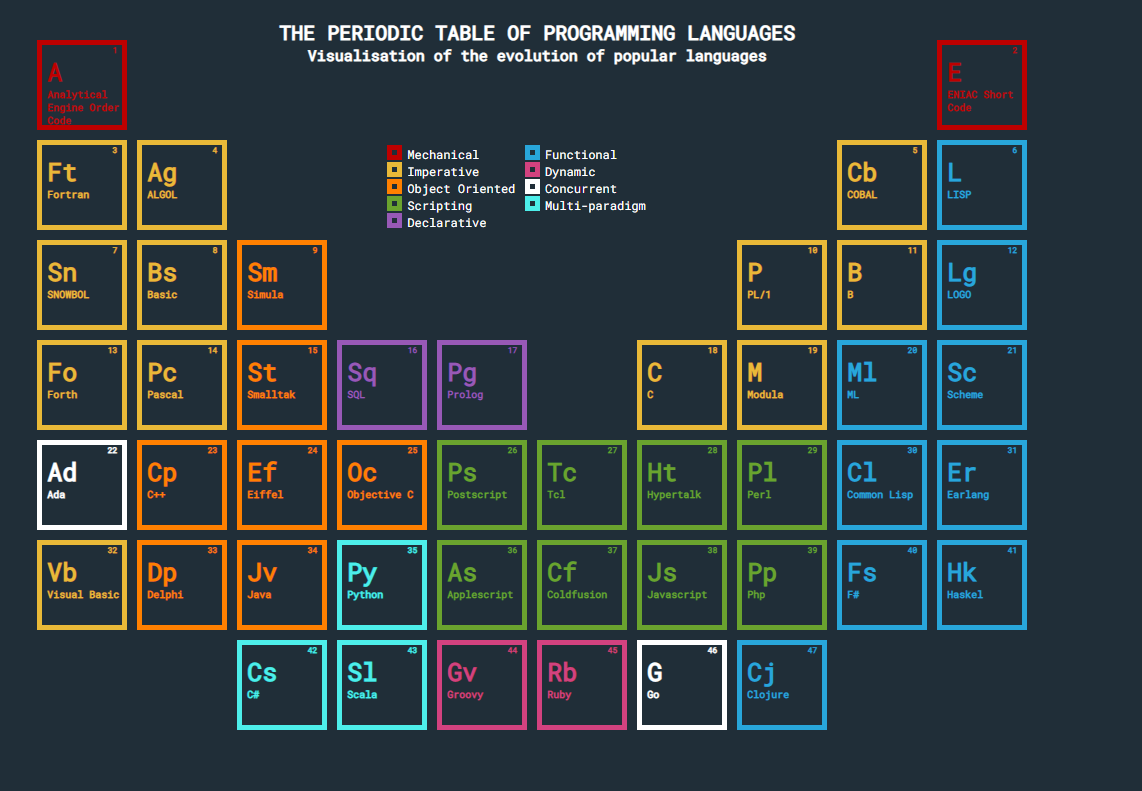 THE PERIODIC TABLE OF PROGRAMMING LANGUAGES
Visualisation of the evolution of popular languages
1
A
Analytical
Engine Order
Code
2
E
ENIAC Short
Code
Mechanical
Imperative
Object Oriented
Scripting
Declarative
Functional
Dynamic
Concurrent
Multi-paradigm
3
Ft
Fortran
4
Ag
ALGOL
5
Cb
COBAL
6
L
LISP
7
Sn
SNOWBOL
8
Bs
Basic
9
Sm
Simula
10
P
PL/1
11
B
B
12
Lg
LOGO
13
Fo
Forth
14
Pc
Pascal
15
St
Smalltak
16
Sq
SQL
17
Pg
Prolog
18
C
C
19
M
Modula
20
Ml
ML
21
Sc
Scheme
22
Ad
Ada
23
Cp
C++
24
Ef
Eiffel
25
Oc
Objective C
26
Ps
Postscript
27
Tc
Tcl
28
Ht
Hypertalk
29
Pl
Perl
30
Cl
Common Lisp
31
Er
Earlang
32
Vb
Visual Basic
33
Dp
Delphi
34
Jv
Java
35
Py
Python
36
As
Applescript
37
Cf
Coldfusion
38
Js
Javascript
39
Pp
Php
40
Fs
F#
41
Hk
Haskel
42
Cs
C#
43
Sl
Scala
44
Gv
Groovy
45
Rb
Ruby
46
G
Go
47
Cj
Clojure